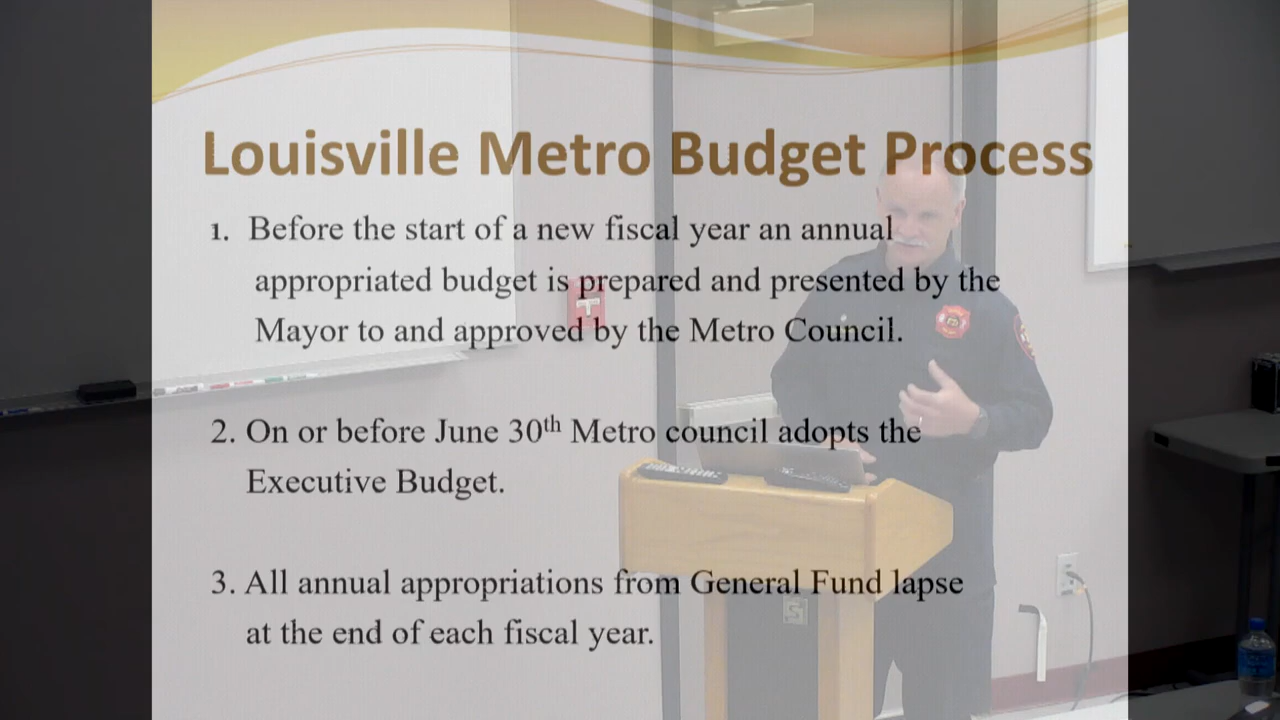 Louisville Metro Budget Process
1. Before the start of a new fiscal year an annual
appropriated budget is prepared and presented by the
Mayor to and approved by the Metro Council.
2. On or before June 30th Metro council adopts the
Executive Budget.
3. All annual appropriations from General Fund lapse
at the end of each fiscal year.